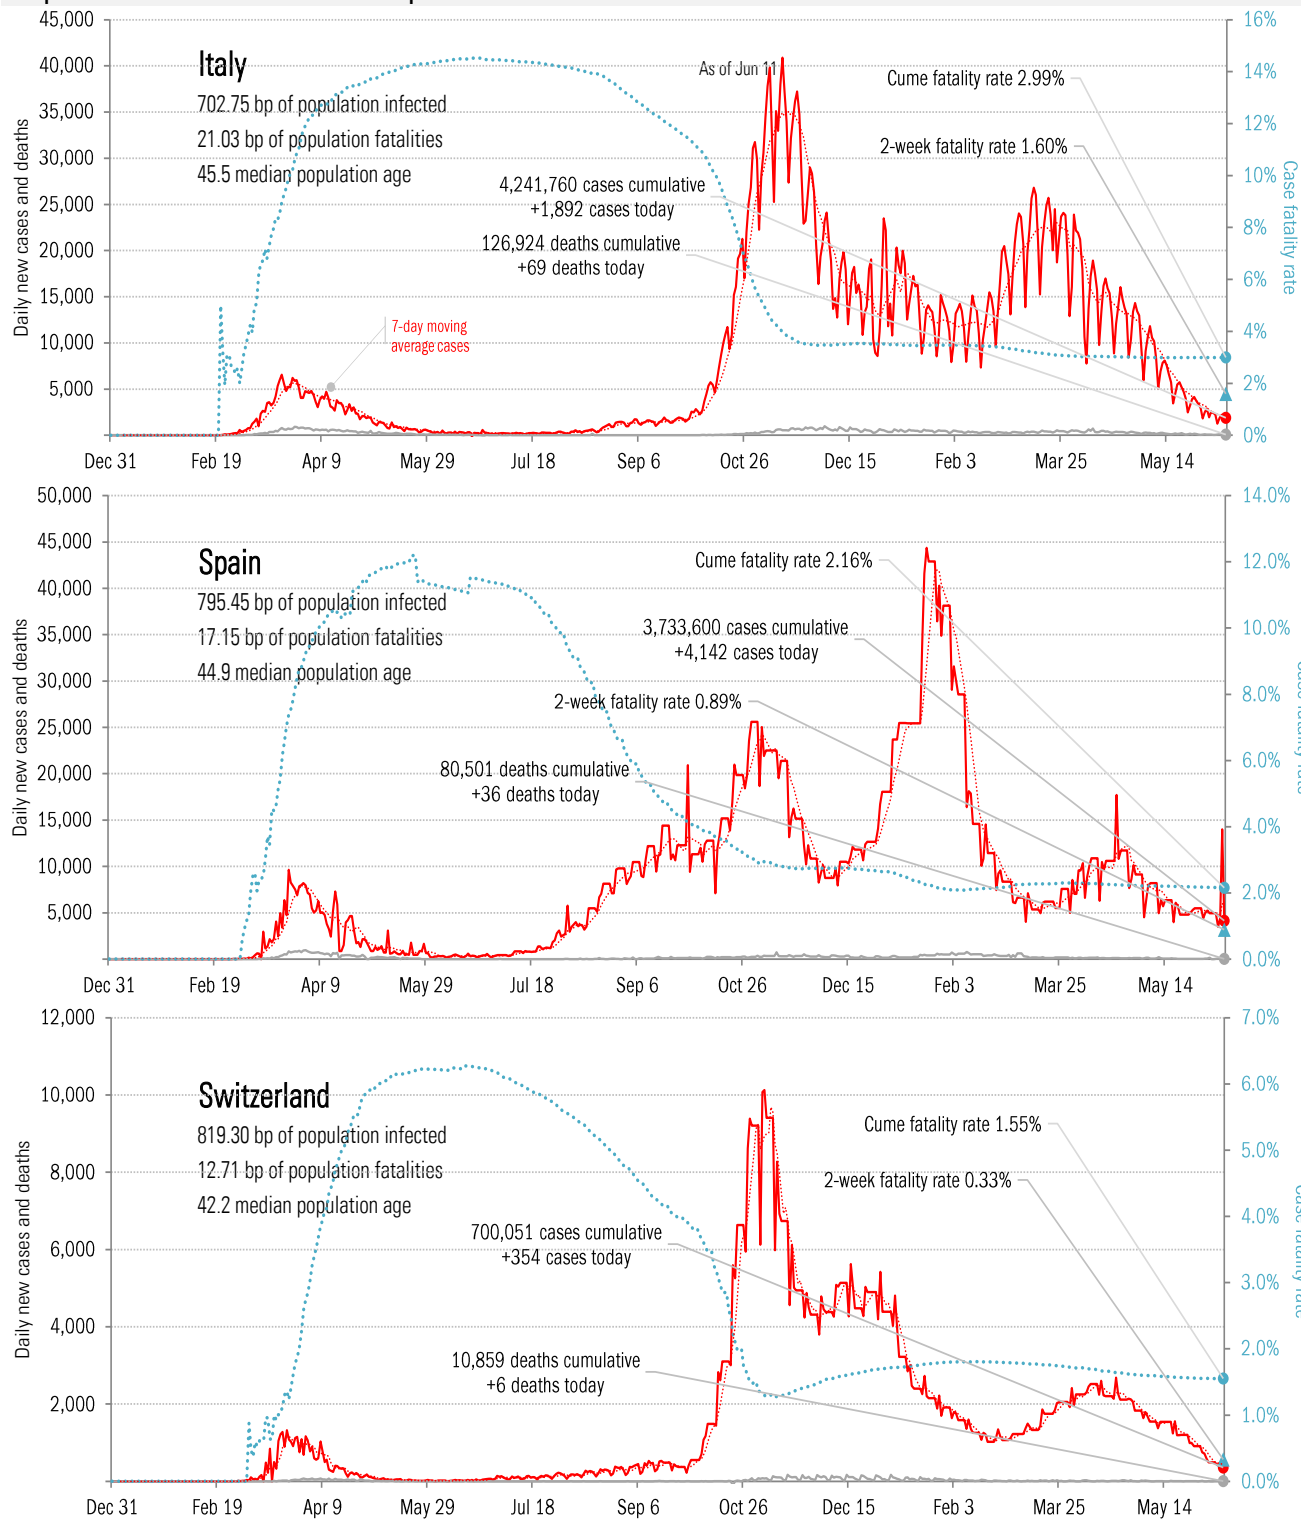 45,000
40,000
35,000
30,000
25,000
20,000
15,000
10,000
5,000
Daily new cases and deaths
16%
14%
12%
10%
8%
6%
4%
2%
0%
Case fatality rate
Italy
702.75 bp of population infected
21.03 bp of population fatalities
45.5 median population age
As of Jun 11
Cume fatality rate 2.99%
2-week fatality rate 1.60%
4,241,760 cases cumulative
+1,892 cases today
126,924 deaths cumulative
+69 deaths today
7-day moving
average cases
Dec 31 Feb 19 Apr 9 May 29 Jul 18 Sep 6 Oct 26 Dec 15 Feb 3 Mar 25 May 14
50,000
45,000
40,000
35,000
30,000
25,000
20,000
15,000
10,000
5,000
Daily new cases and deaths
14.0%
12.0%
10.0%
8.0%
6.0%
4.0%
2.0%
0.0%
Spain
795.45 bp of population infected
17.15 bp of population fatalities
44.9 median population age
Cume fatality rate 2.16%
3,733,600 cases cumulative
+4,142 cases today
2-week fatality rate 0.89%
80,501 deaths cumulative
+36 deaths today
Dec 31 Feb 19 Apr 9 May 29 Jul 18 Sep 6 Oct 26 Dec 15 Feb 3 Mar 25 May 14
12,000
10,000
8,000
6,000
4,000
2,000
Daily new cases and deaths
7.0%
6.0%
5.0%
4.0%
3.0%
2.0%
1.0%
0.0%
Switzerland
819.30 bp of population infected
12.71 bp of population fatalities
42.2 median population age
Cume fatality rate 1.55%
2-week fatality rate 0.33%
700,051 cases cumulative
+354 cases today
10,859 deaths cumulative
+6 deaths today
Dec 31 Feb 19 Apr 9 May 29 Jul 18 Sep 6 Oct 26 Dec 15 Feb 3 Mar 25 May 14